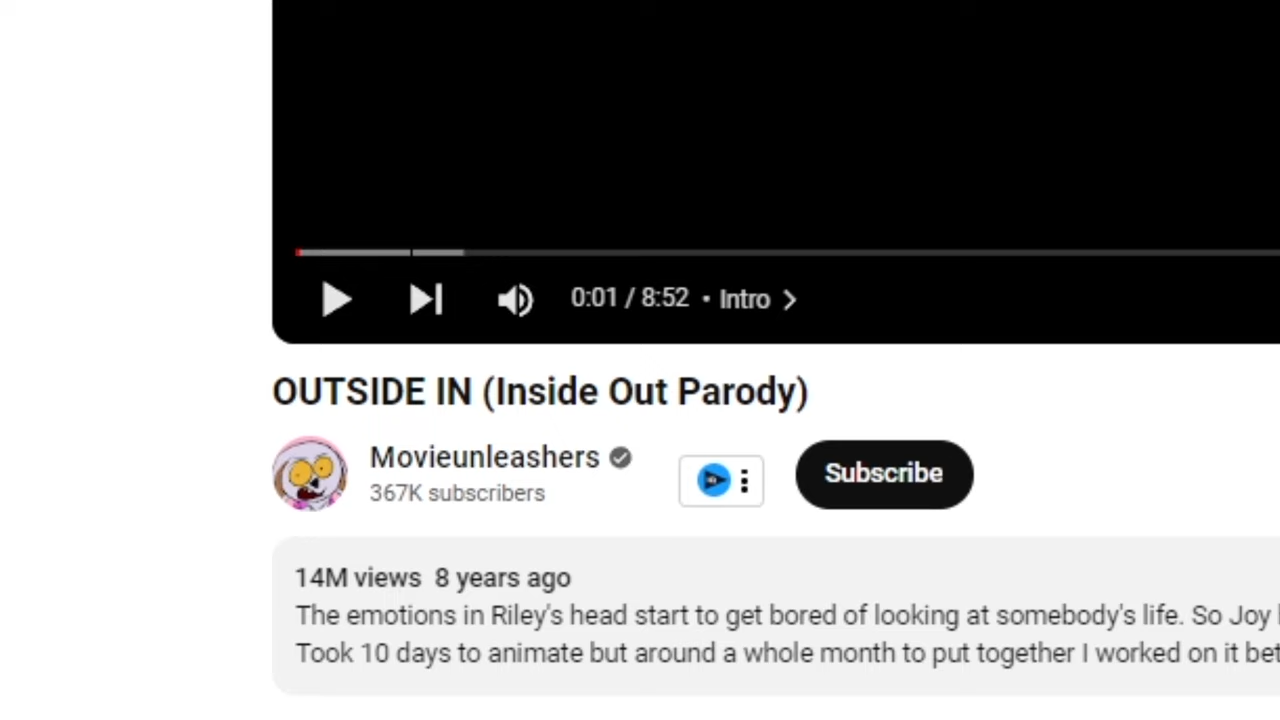 0:01 / 8:52 • Intro >
OUTSIDE IN (Inside Out Parody)
Movieunleashers
367K subscribers
Subscribe
14M views 8 years ago
The emotions in Riley's head start to get bored of looking at somebody's life. So Joy
Took 10 days to animate but around a whole month to put together I worked on it bet